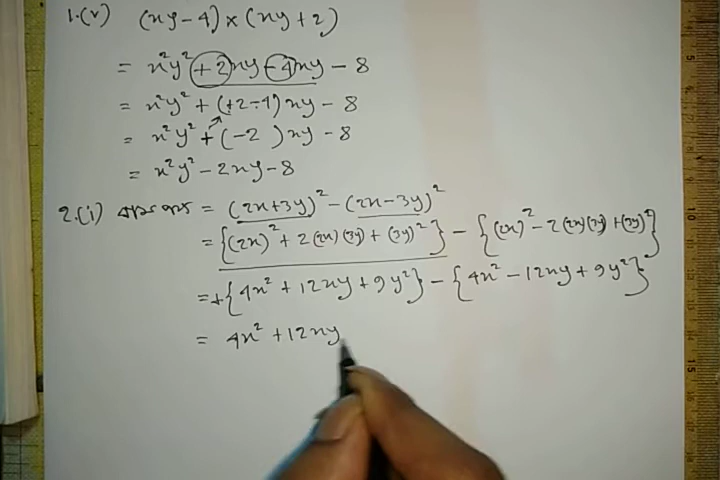 1.(v) (xy-4)×(xy+2)
= x²y²+2xy-4xy-8
= x²y²+(+2-4)xy-8
= x²y²+(-2)xy-8
= x²y²-2xy-8
2.(i) = (2x+3y)²-(2x-3y)²
= {(2x)²+2(2x)(3y)+(3y)²}-{(2x)²-2(2x)(3y)+(3y)²}
= +{4x²+12xy+9y²}-{4x²-12xy+9y²}
= 4x²+12xy